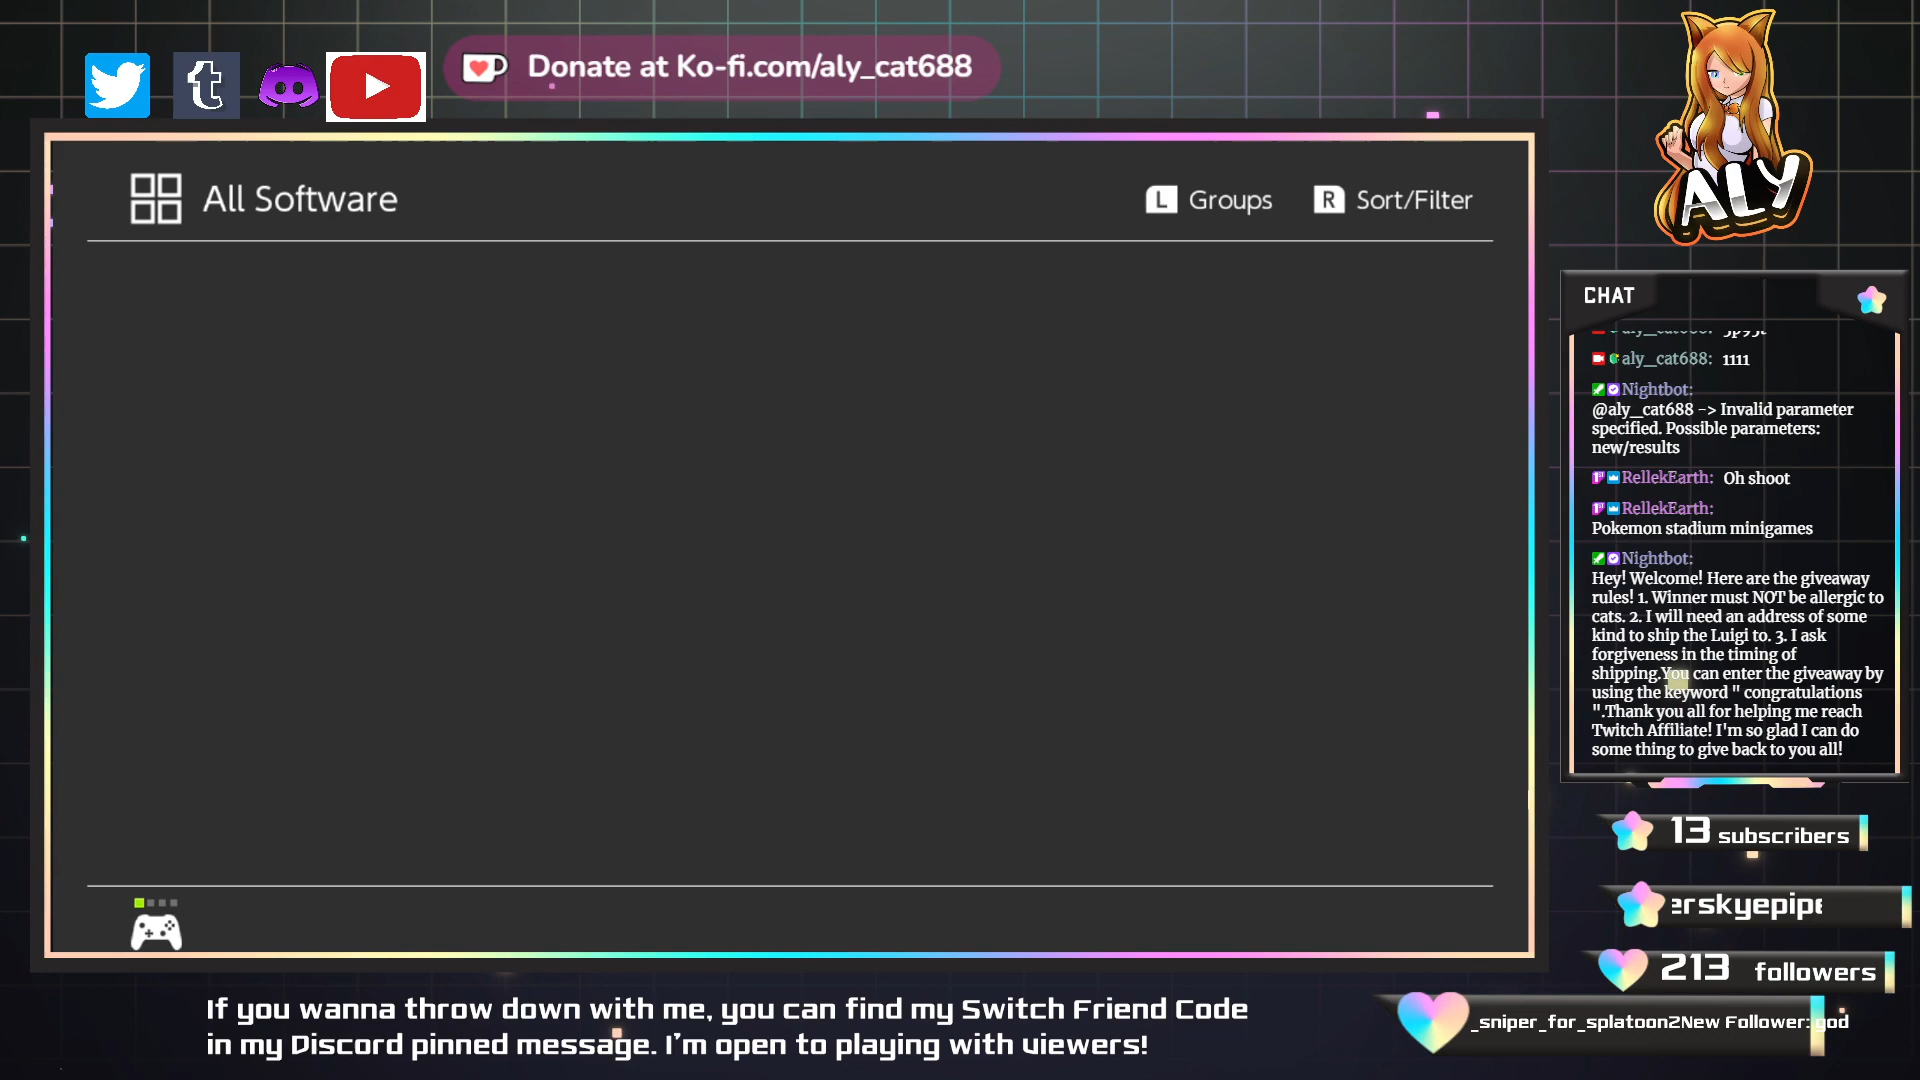 Donate at Ko-fi.com/aly_cat688
ALY
All Software
L Groups
R Sort/Filter
CHAT
aly_cat688:
aly_cat688: 1111
Nightbot:
@aly_cat688 -> Invalid parameter
specified. Possible parameters:
new/results
RellekEarth: Oh shoot
RellekEarth:
Pokemon stadium minigames
Nightbot:
Hey! Welcome! Here are the giveaway
rules! 1. Winner must NOT be allergic to
cats. 2. I will need an address of some
kind to ship the Luigi to. 3. I ask
forgiveness in the timing of
shipping.You can enter the giveaway by
using the keyword " congratulations
".Thank you all for helping me reach
Twitch Affiliate! I'm so glad I can do
some thing to give back to you all!
13 subscribers
erskyepipe
213 followers
_sniper_for_splatoon2New Follower: god
If you wanna throw down with me, you can find my Switch Friend Code
in my Discord pinned message. I'm open to playing with viewers!